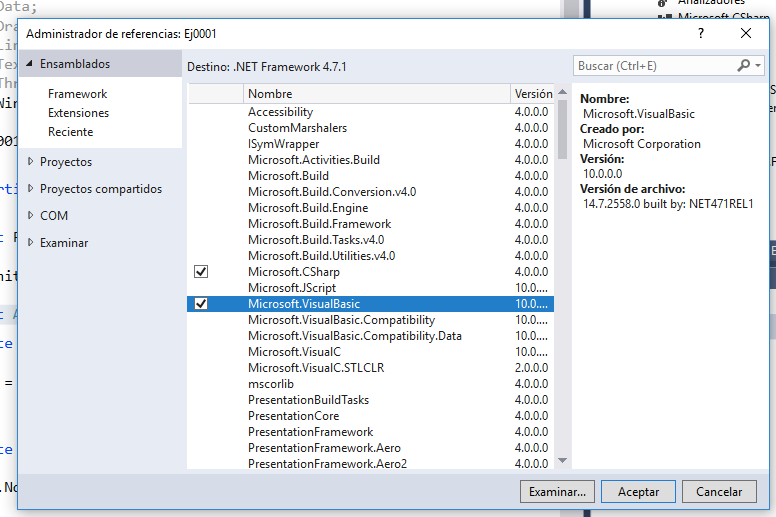 Data;
Analizadores
Microsoft.CSharp
Administrador de referencias: Ej0001
Ensamblados
Framework
Extensiones
Reciente
Proyectos
Proyectos compartidos
COM
Examinar
Destino: .NET Framework 4.7.1
Buscar (Ctrl+E)
Nombre Versión
Accessibility 4.0.0.0
CustomMarshalers 4.0.0.0
ISymWrapper 4.0.0.0
Microsoft.Activities.Build 4.0.0.0
Microsoft.Build 4.0.0.0
Microsoft.Build.Conversion.v4.0 4.0.0.0
Microsoft.Build.Engine 4.0.0.0
Microsoft.Build.Framework 4.0.0.0
Microsoft.Build.Tasks.v4.0 4.0.0.0
Microsoft.Build.Utilities.v4.0 4.0.0.0
Microsoft.CSharp 4.0.0.0
Microsoft.JScript 10.0....
Microsoft.VisualBasic 10.0....
Microsoft.VisualBasic.Compatibility 10.0....
Microsoft.VisualBasic.Compatibility.Data 10.0....
Microsoft.VisualC 10.0....
Microsoft.VisualC.STLCLR 2.0.0.0
mscorlib 4.0.0.0
PresentationBuildTasks 4.0.0.0
PresentationCore 4.0.0.0
PresentationFramework 4.0.0.0
PresentationFramework.Aero 4.0.0.0
PresentationFramework.Aero2 4.0.0.0
Nombre:
Microsoft.VisualBasic
Creado por:
Microsoft Corporation
Versión:
10.0.0.0
Versión de archivo:
14.7.2558.0 built by: NET471REL1
Examinar... Aceptar Cancelar